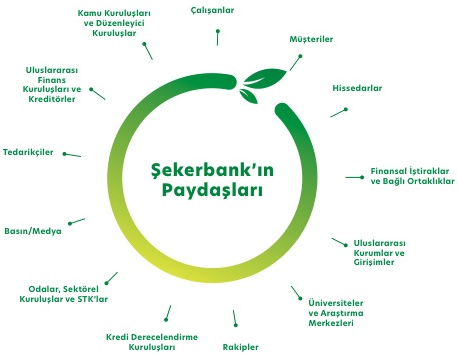 Çalışanlar
Müşteriler
Hissedarlar
Finansal İştiraklar
ve Bağlı Ortaklıklar
Uluslararası
Kurumlar ve
Girişimler
Üniversiteler
ve Araştırma
Merkezleri
Rakipler
Kredi Derecelendirme
Kuruluşları
Odalar, Sektörel
Kuruluşlar ve STK'lar
Basın/Medya
Tedarikçiler
Uluslararası
Finans
Kuruluşları ve
Kreditörler
Kamu Kuruluşları
ve Düzenleyici
Kuruluşlar
Şekerbank'ın
Paydaşları